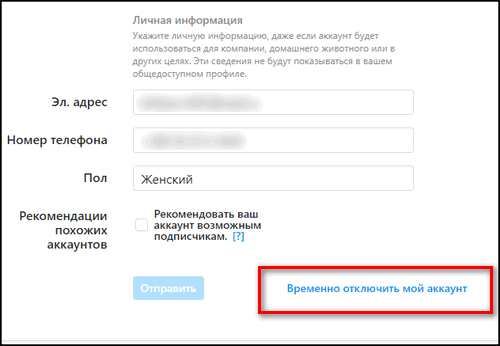 Личная информация
Укажите личную информацию, даже если аккаунт будет
использоваться для компании, домашнего животного или в
других целях. Эти сведения не будут показываться в вашем
общедоступном профиле.
Эл. адрес
Номер телефона
Пол
Женский
Рекомендации
похожих
аккаунтов
Рекомендовать ваш
аккаунт возможным
подписчикам. [?]
Отправить
Временно отключить мой аккаунт